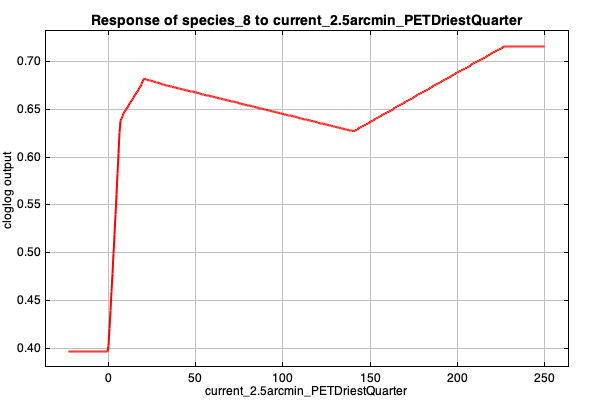 Response of species_8 to current_2.5arcmin_PETDriestQuarter
cloglog output
0.70
0.65
0.60
0.55
0.50
0.45
0.40
0 50 100 150 200 250
current_2.5arcmin_PETDriestQuarter